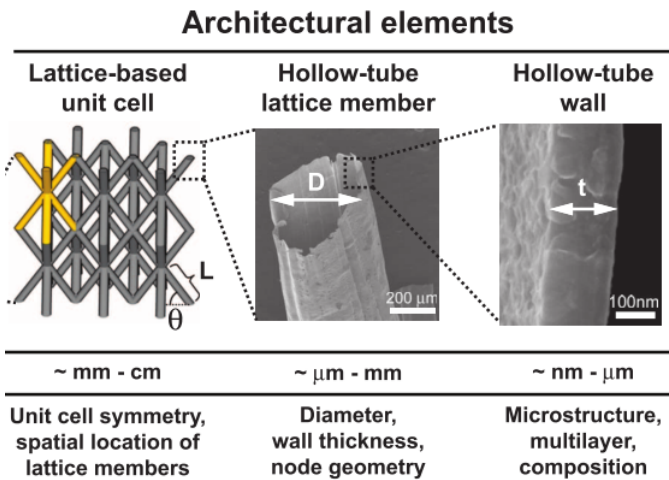 Architectural elements
Lattice-based
unit cell
Hollow-tube
lattice member
Hollow-tube
wall
L
θ
D
200 μm
t
100nm
~ mm - cm
~ μm - mm
~ nm - μm
Unit cell symmetry,
spatial location of
lattice members
Diameter,
wall thickness,
node geometry
Microstructure,
multilayer,
composition